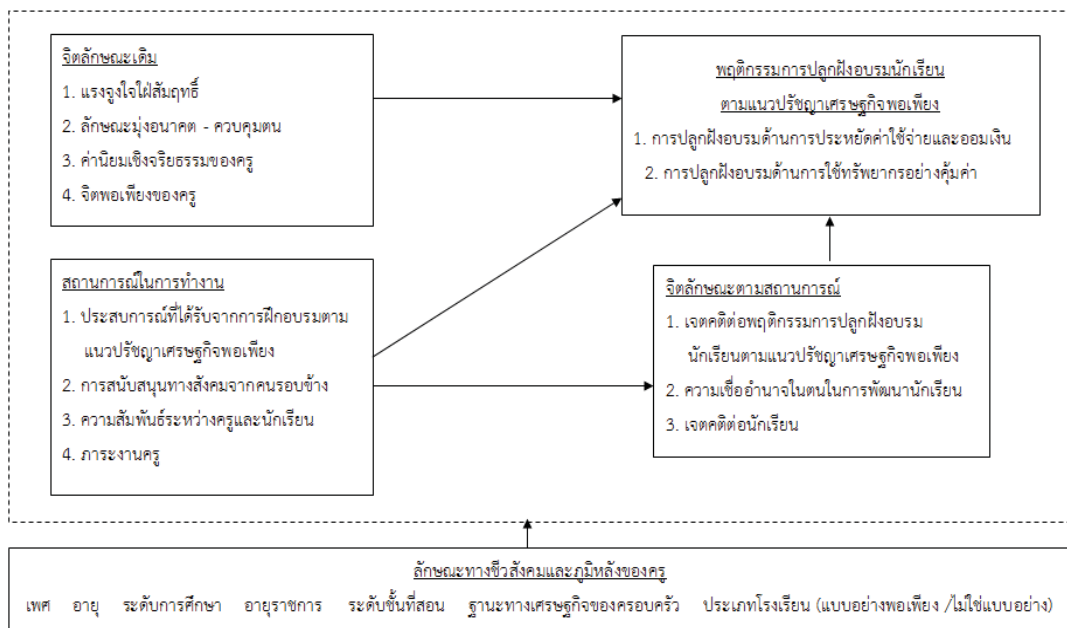 จิตลักษณะเดิม
1. แรงจูงใจใฝ่สัมฤทธิ์
2. ลักษณะมุ่งอนาคต - ควบคุมตน
3. ค่านิยมเชิงจริยธรรมของครู
4. จิตพอเพียงของครู
พฤติกรรมการปลูกฝังอบรมนักเรียน
ตามแนวปรัชญาเศรษฐกิจพอเพียง
1. การปลูกฝังอบรมด้านการประหยัดค่าใช้จ่ายและออมเงิน
2. การปลูกฝังอบรมด้านการใช้ทรัพยากรอย่างคุ้มค่า
สถานการณ์ในการทำงาน
1. ประสบการณ์ที่ได้รับจากการฝึกอบรมตาม
แนวปรัชญาเศรษฐกิจพอเพียง
2. การสนับสนุนทางสังคมจากคนรอบข้าง
3. ความสัมพันธ์ระหว่างครูและนักเรียน
4. ภาระงานครู
จิตลักษณะตามสถานการณ์
1. เจตคติต่อพฤติกรรมการปลูกฝังอบรม
นักเรียนตามแนวปรัชญาเศรษฐกิจพอเพียง
2. ความเชื่ออำนาจในตนในการพัฒนานักเรียน
3. เจตคติต่อนักเรียน
ลักษณะทางชีวสังคมและภูมิหลังของครู
เพศ อายุ ระดับการศึกษา อายุราชการ ระดับชั้นที่สอน ฐานะทางเศรษฐกิจของครอบครัว ประเภทโรงเรียน (แบบอย่างพอเพียง /ไม่ใช่แบบอย่าง)